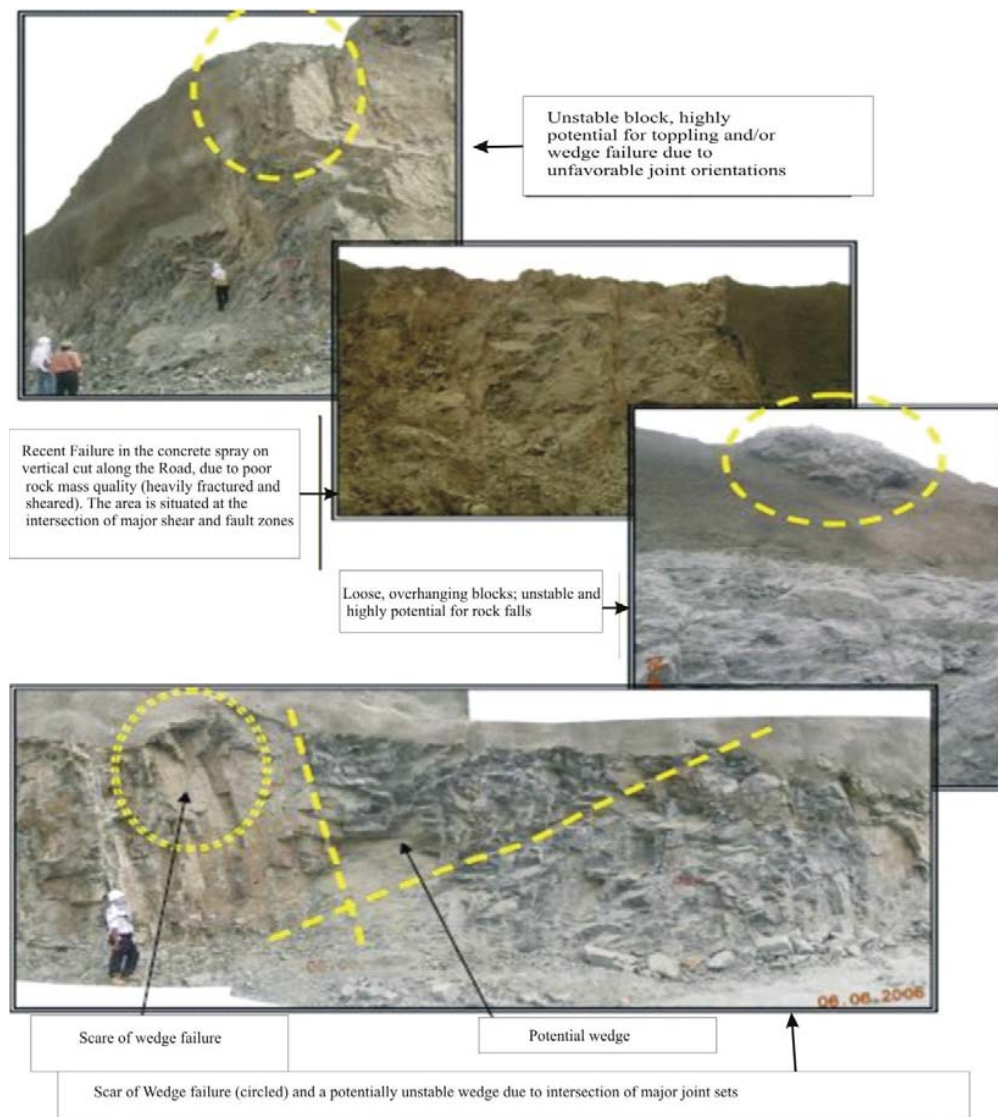 Unstable block, highly
potential for toppling and/or
wedge failure due to
unfavorable joint orientations
Recent Failure in the concrete spray on
vertical cut along the Road, due to poor
rock mass quality (heavily fractured and
sheared). The area is situated at the
intersection of major shear and fault zones
Loose, overhanging blocks; unstable and
highly potential for rock falls
06.06.2006
Scare of wedge failure
Potential wedge
Scar of Wedge failure (circled) and a potentially unstable wedge due to intersection of major joint sets